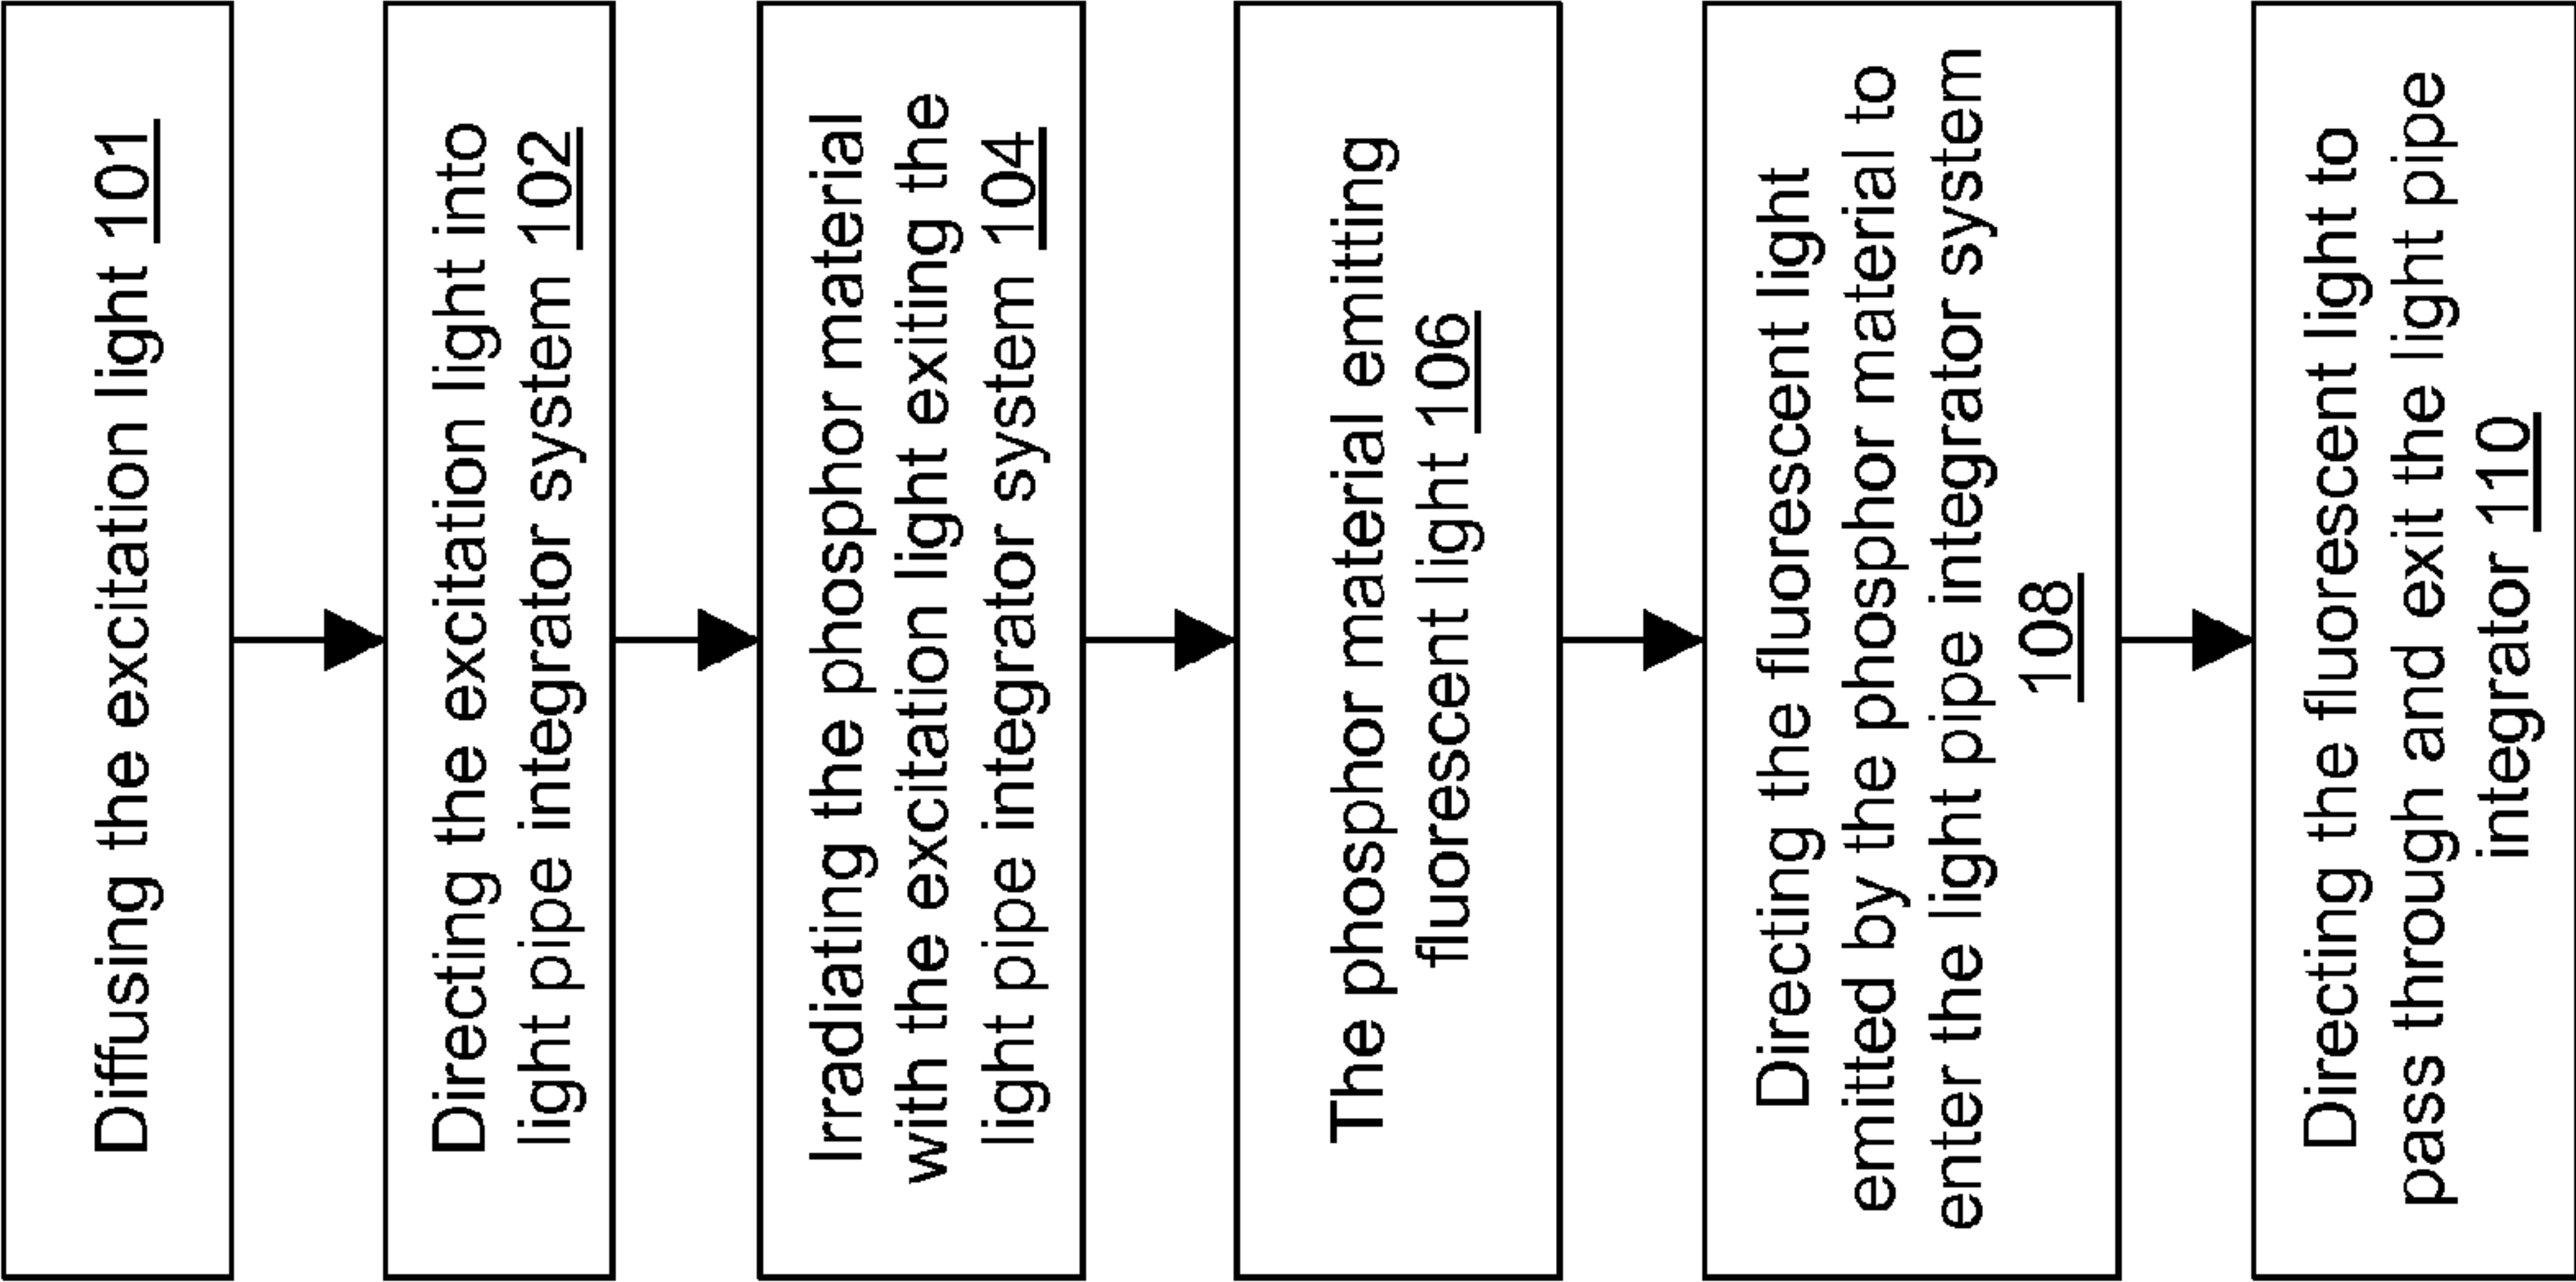 Diffusing the excitation light 101
Directing the excitation light into
light pipe integrator system 102
Irradiating the phosphor material
with the excitation light exiting the
light pipe integrator system 104
The phosphor material emitting
fluorescent light 106
Directing the fluorescent light
emitted by the phosphor material to
enter the light pipe integrator system
108
Directing the fluorescent light to
pass through and exit the light pipe
integrator 110